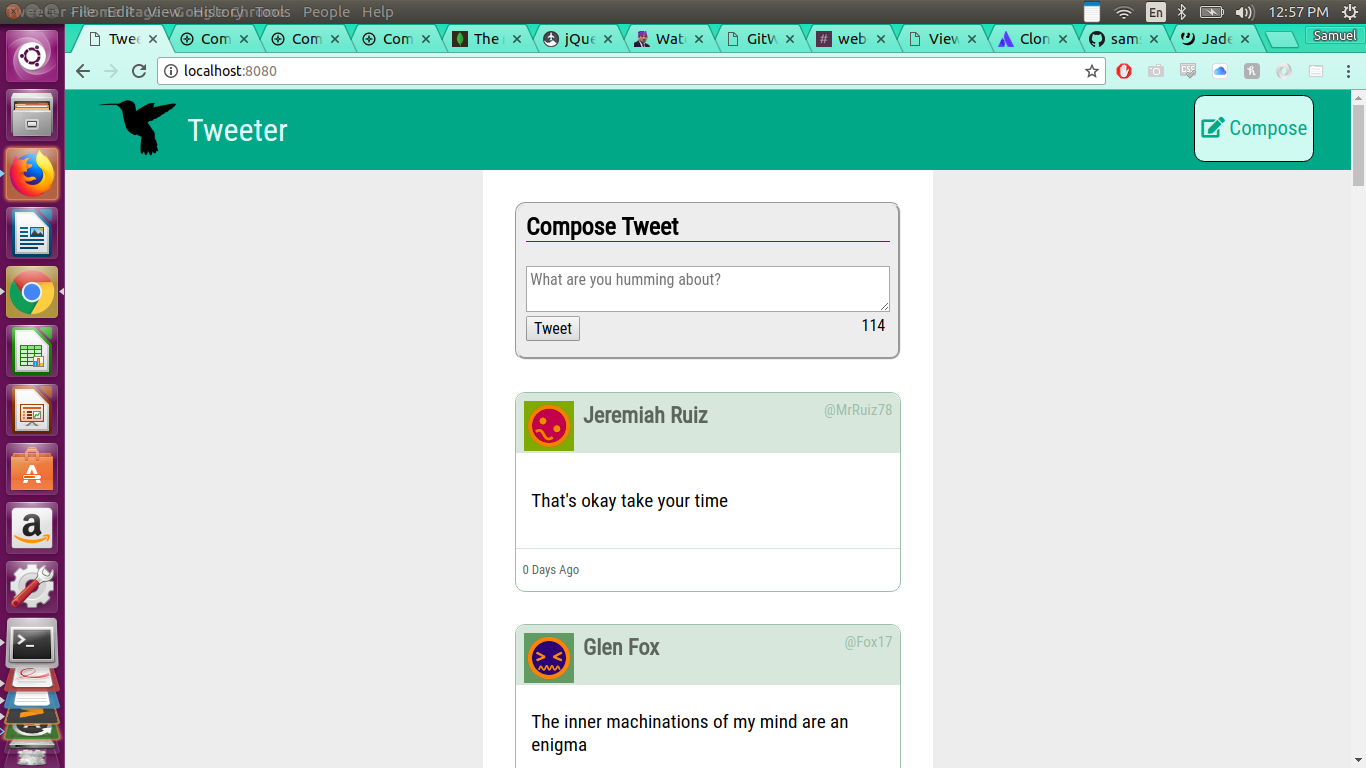 File Edit View History Tools People Help
En
12:57 PM
Twee
Com
Com
Com
The
jQue
Wat
GitW
web
View
Clon
sam
Jade
Samuel
localhost:8080
Tweeter
Compose
Compose Tweet
What are you humming about?
Tweet
114
Jeremiah Ruiz
@MrRuiz78
That's okay take your time
0 Days Ago
Glen Fox
@Fox17
The inner machinations of my mind are an
enigma